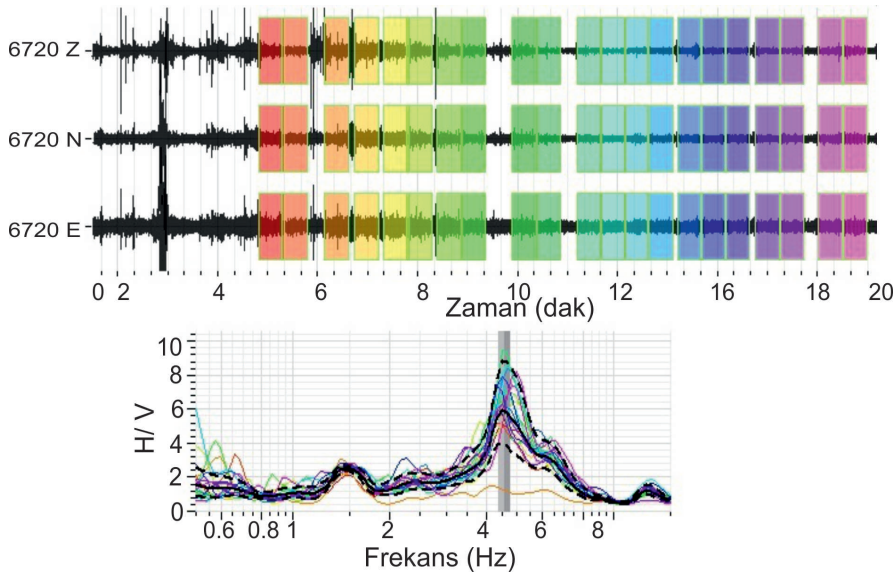 6720 Z
6720 N
6720 E
0 2 4 6 8 10 12 14 16 18 20
Zaman (dak)
10
8
6
4
2
0
H/ V
0.6 0.8 1 2 4 6 8
Frekans (Hz)